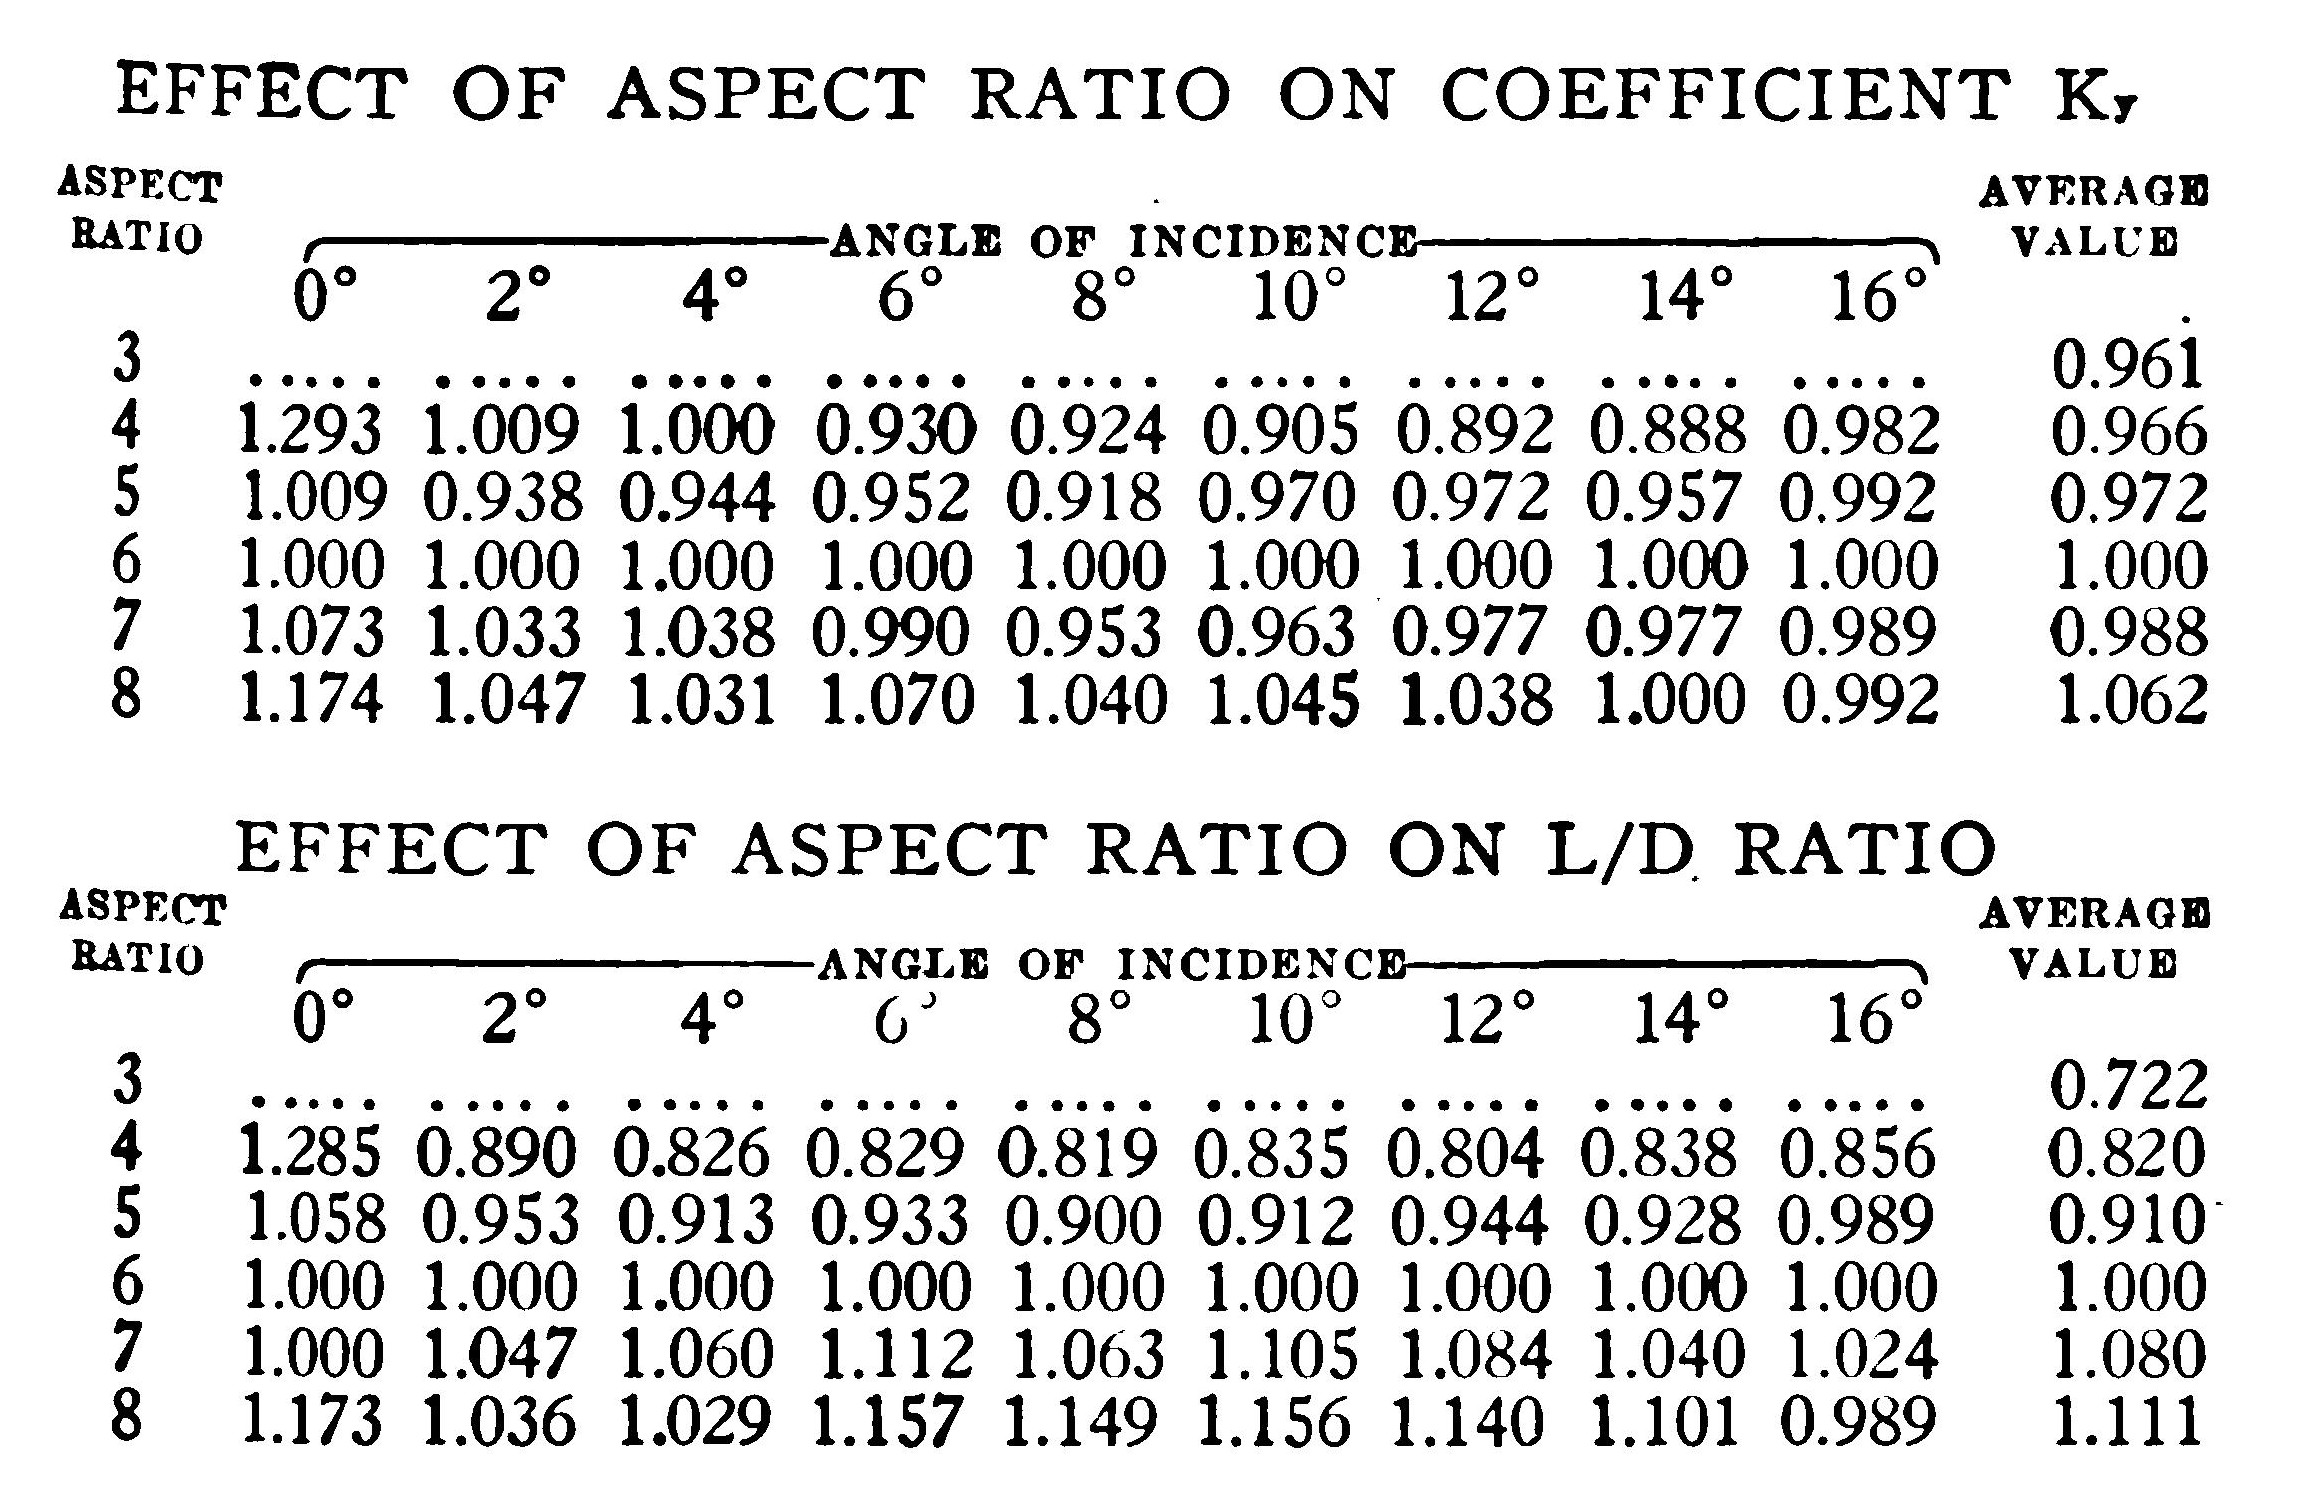 EFFECT OF ASPECT RATIO ON COEFFICIENT Ky
ASPECT RATIO ANGLE OF INCIDENCE AVERAGE VALUE
0° 2° 4° 6° 8° 10° 12° 14° 16°
3 ..... ..... ..... ..... ..... ..... ..... ..... ..... 0.961
4 1.293 1.009 1.000 0.930 0.924 0.905 0.892 0.888 0.982 0.966
5 1.009 0.938 0.944 0.952 0.918 0.970 0.972 0.957 0.992 0.972
6 1.000 1.000 1.000 1.000 1.000 1.000 1.000 1.000 1.000 1.000
7 1.073 1.033 1.038 0.990 0.953 0.963 0.977 0.977 0.989 0.988
8 1.174 1.047 1.031 1.070 1.040 1.045 1.038 1.000 0.992 1.062
EFFECT OF ASPECT RATIO ON L/D RATIO
ASPECT RATIO ANGLE OF INCIDENCE AVERAGE VALUE
0° 2° 4° 6° 8° 10° 12° 14° 16°
3 ..... ..... ..... ..... ..... ..... ..... ..... ..... 0.722
4 1.285 0.890 0.826 0.829 0.819 0.835 0.804 0.838 0.856 0.820
5 1.058 0.953 0.913 0.933 0.900 0.912 0.944 0.928 0.989 0.910
6 1.000 1.000 1.000 1.000 1.000 1.000 1.000 1.000 1.000 1.000
7 1.000 1.047 1.060 1.112 1.063 1.105 1.084 1.040 1.024 1.080
8 1.173 1.036 1.029 1.157 1.149 1.156 1.140 1.101 0.989 1.111